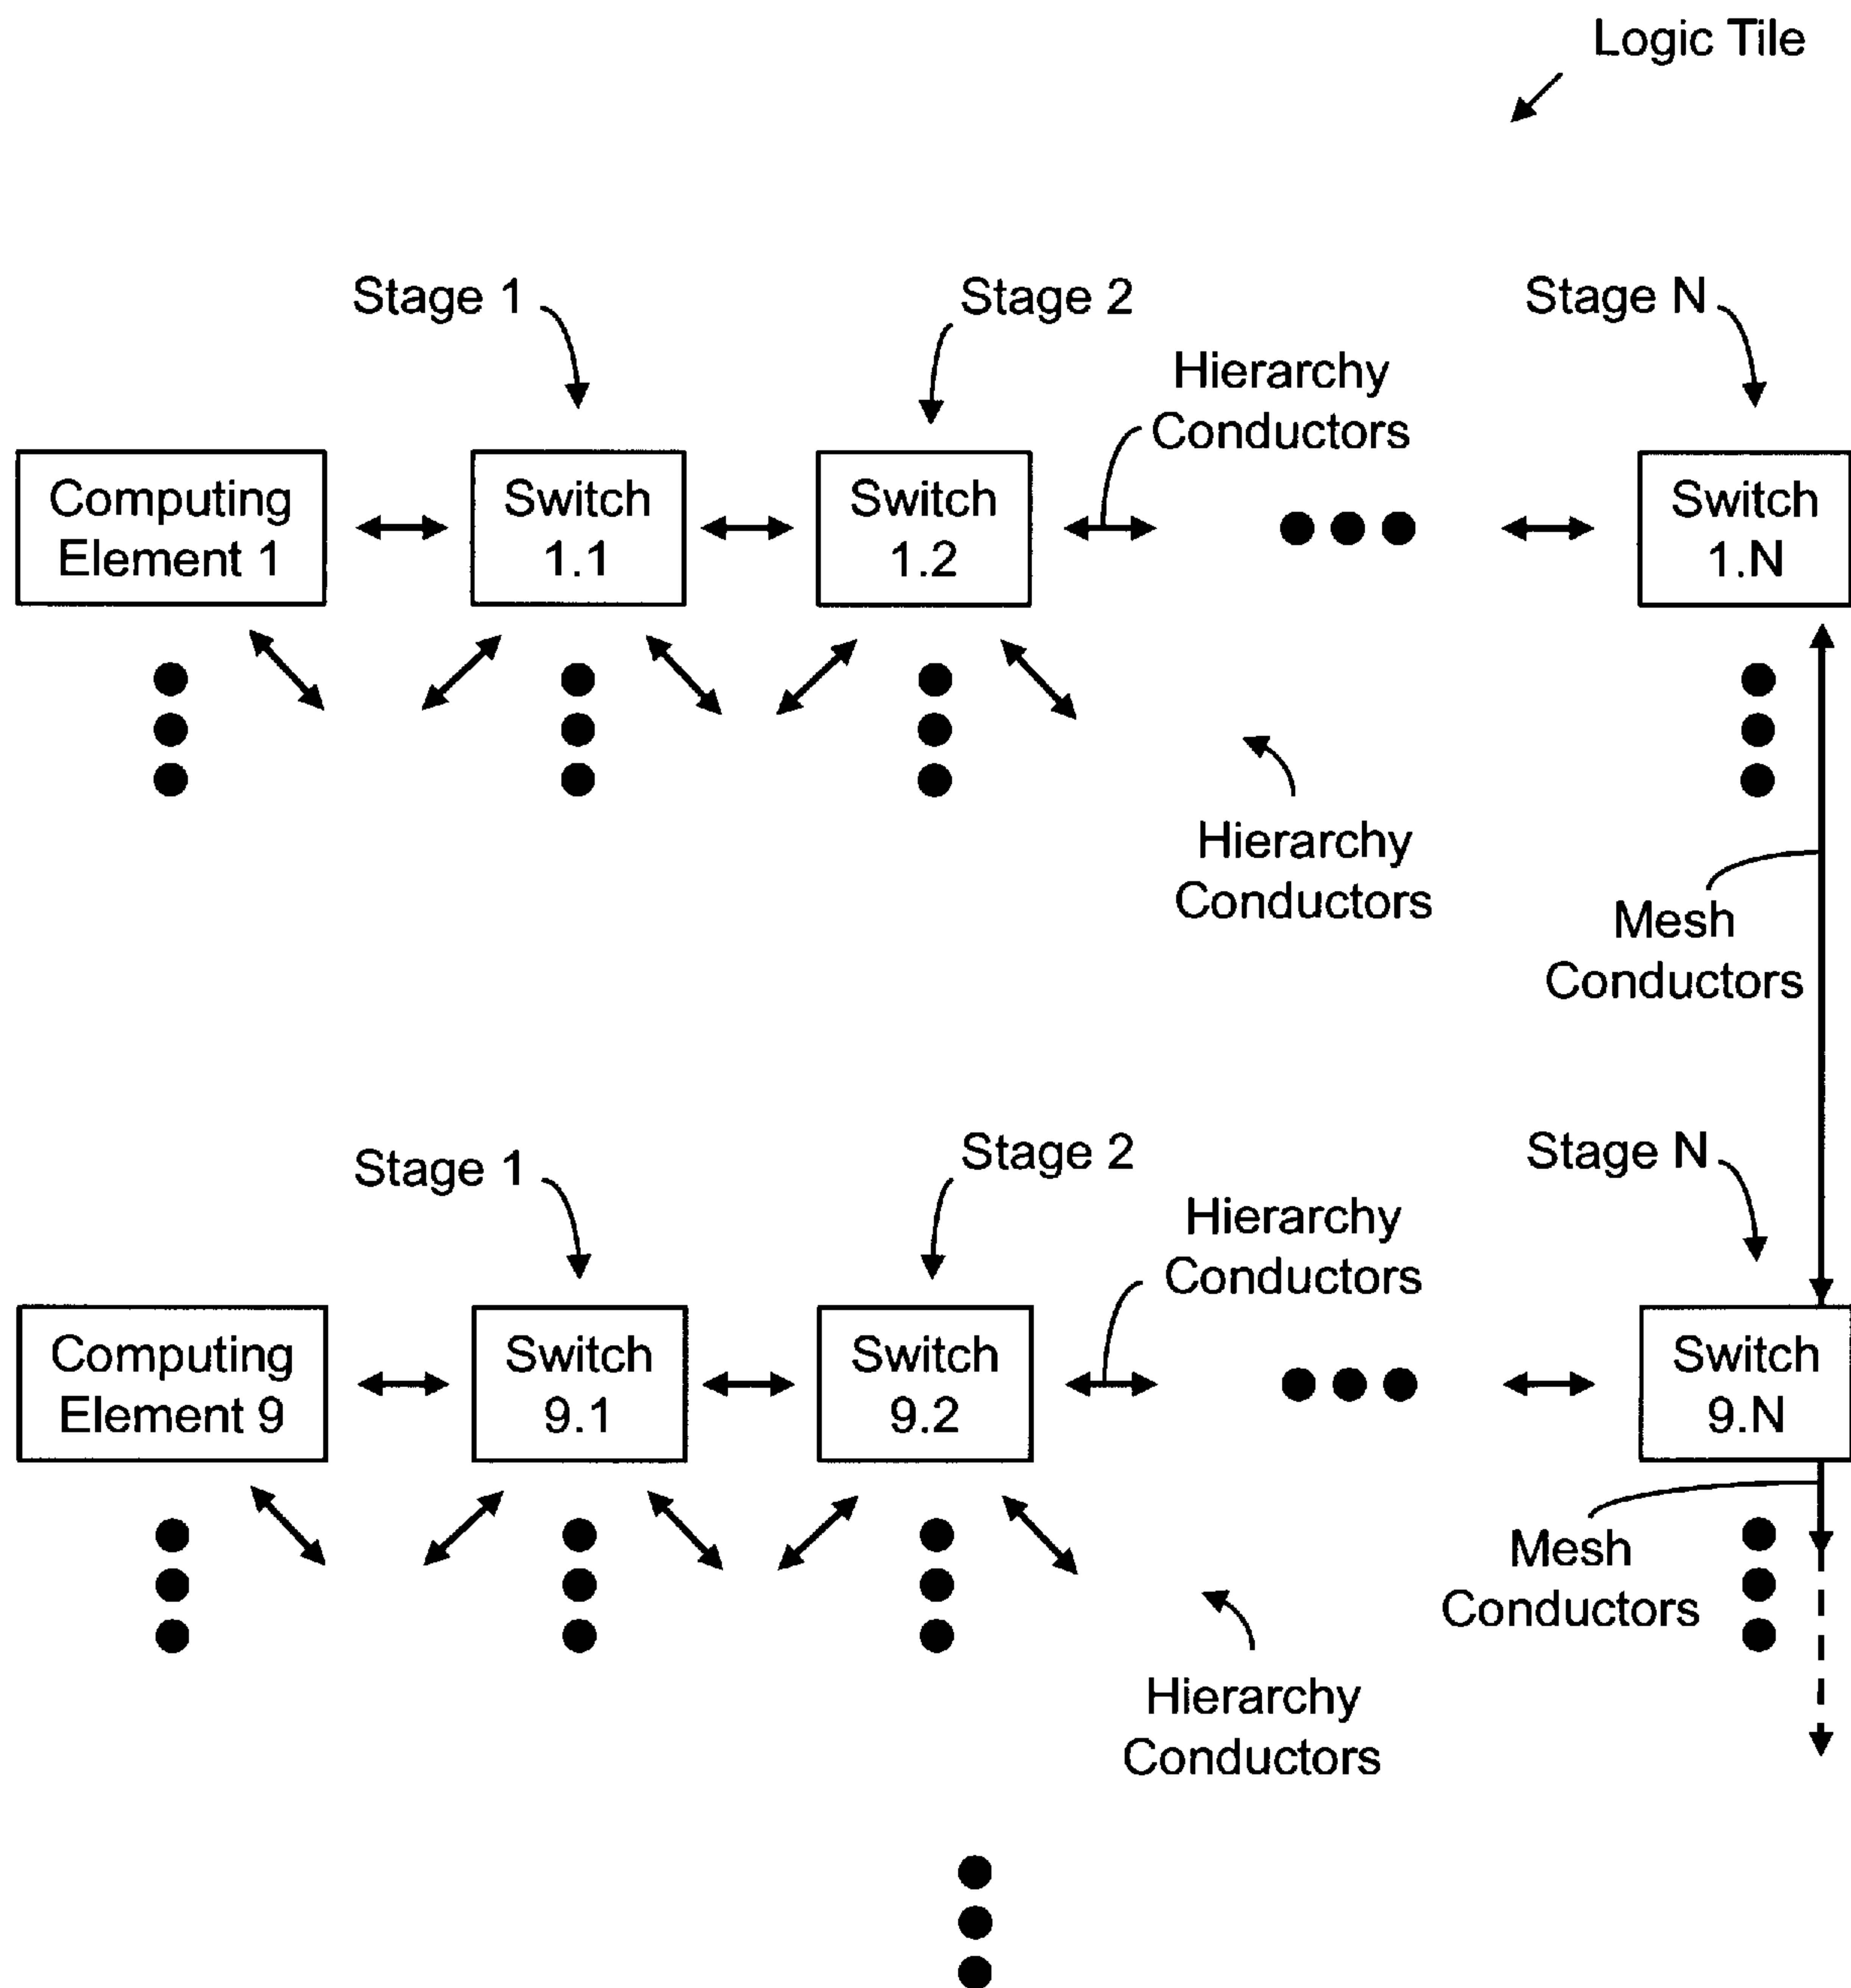 Logic Tile
Stage 1
Stage 2
Stage N
Hierarchy
Conductors
Computing
Element 1
Switch
1.1
Switch
1.2
Switch
1.N
Hierarchy
Conductors
Mesh
Conductors
Stage 1
Stage 2
Stage N
Hierarchy
Conductors
Computing
Element 9
Switch
9.1
Switch
9.2
Switch
9.N
Mesh
Conductors
Hierarchy
Conductors